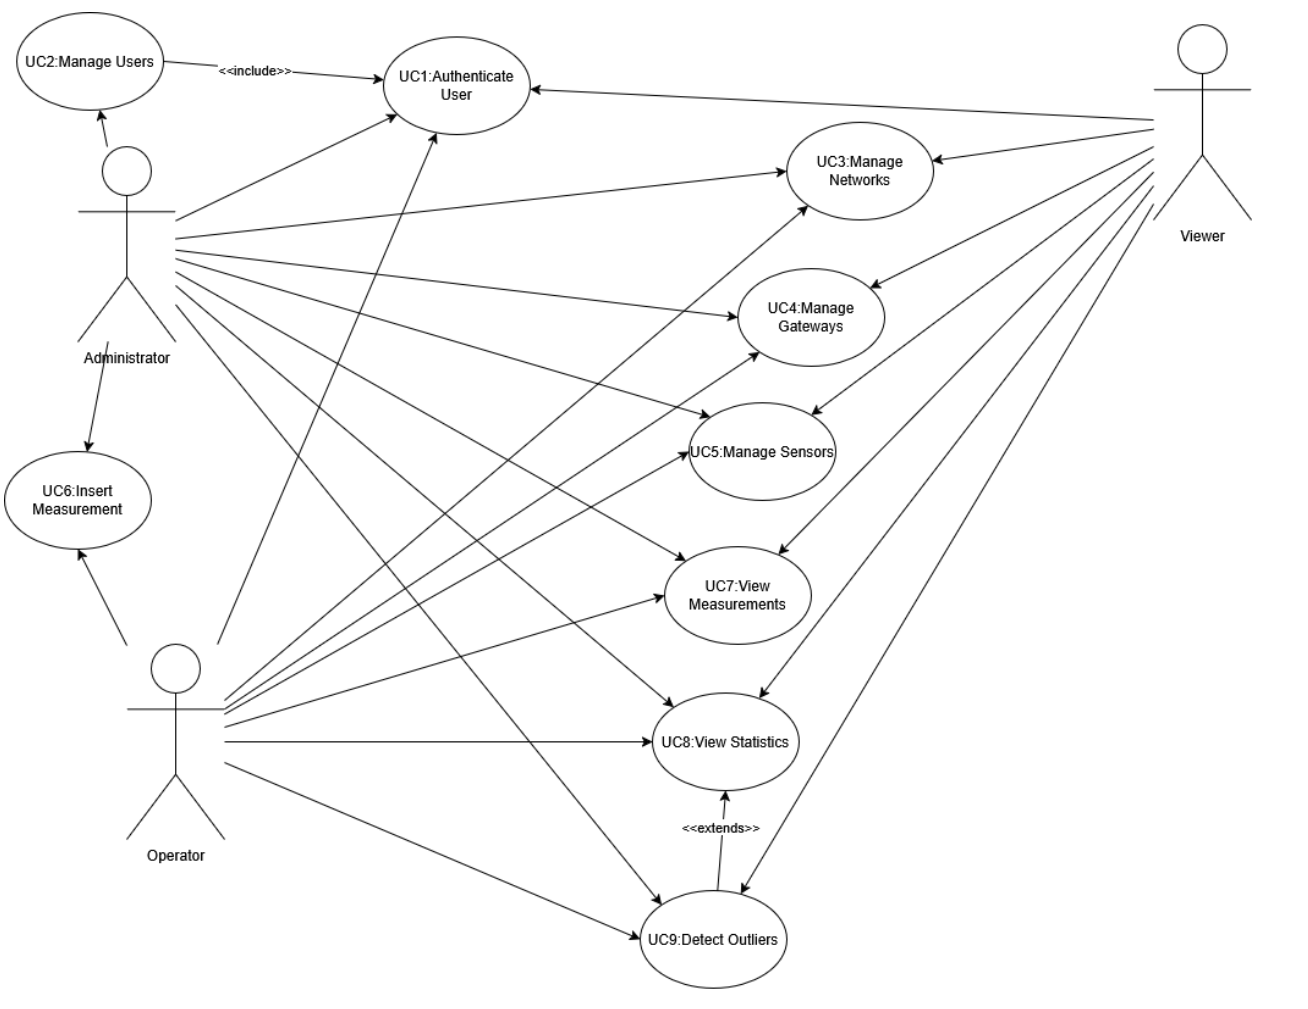 UC2:Manage Users
<<include>>
UC1:Authenticate
User
UC3:Manage
Networks
Viewer
UC4:Manage
Gateways
Administrator
UC5:Manage Sensors
UC6:Insert
Measurement
UC7:View
Measurements
UC8:View Statistics
<<extends>>
Operator
UC9:Detect Outliers